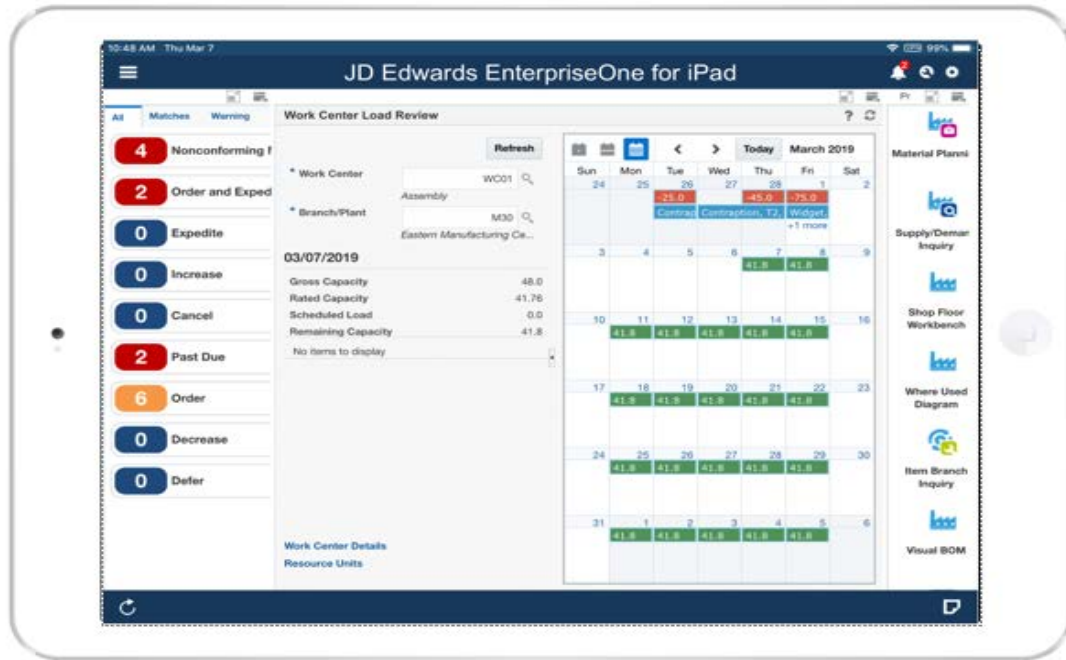 10:48 AM Thu Mar 7
99%
JD Edwards EnterpriseOne for iPad
2
All Matches Warning
4 Nonconforming
2 Order and Exped
0 Expedite
0 Increase
0 Cancel
2 Past Due
6 Order
0 Decrease
0 Defer
Work Center Load Review
?
Refresh
* Work Center WC01
Assembly
* Branch/Plant M30
Eastern Manufacturing Ce...
03/07/2019
Gross Capacity 48.0
Rated Capacity 41.76
Scheduled Load 0.0
Remaining Capacity 41.8
No items to display
Work Center Details
Resource Units
< > Today March 2019
Sun Mon Tue Wed Thu Fri Sat
24 25 26 27 28 1 2
-25.0 -45.0 -75.0
Contrap Contraption, T2, Widget,
+1 more
3 4 5 6 7 8 9
41.8 41.8
10 11 12 13 14 15 16
41.8 41.8 41.8 41.8 41.8
17 18 19 20 21 22 23
41.8 41.8 41.8 41.8 41.8
24 25 26 27 28 29 30
41.8 41.8 41.8 41.8 41.8
31 1 2 3 4 5 6
41.8 41.8 41.8 41.8 41.8
Pr
Material Planni
Supply/Deman
Inquiry
Shop Floor
Workbench
Where Used
Diagram
Item Branch
Inquiry
Visual BOM